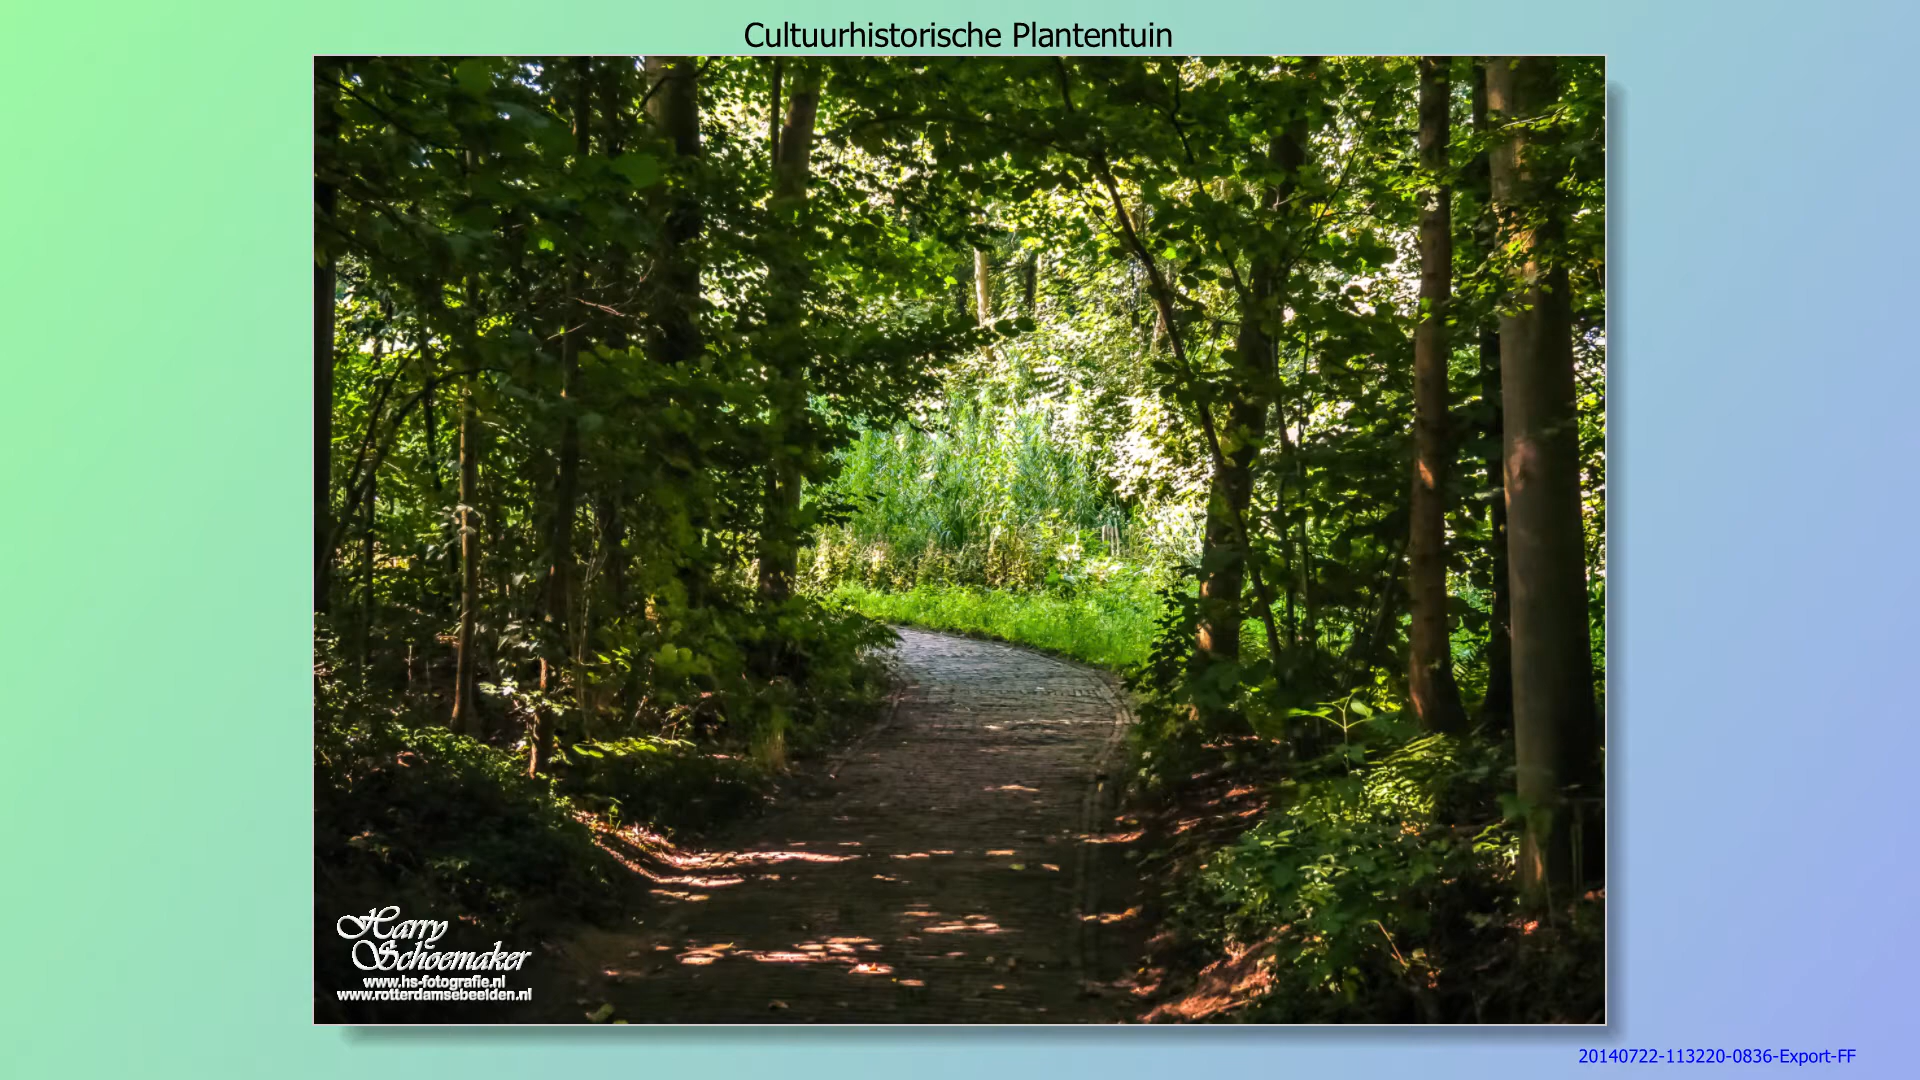 Cultuurhistorische Plantentuin
Harry
Schoemaker
www.hs-fotografie.nl
www.rotterdamsebeelden.nl
20140722-113220-0836-Export-FF